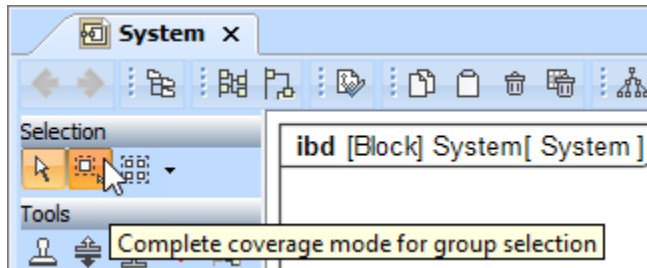 System x
Selection
ibd [Block] System[ System ]
Tools
Complete coverage mode for group selection